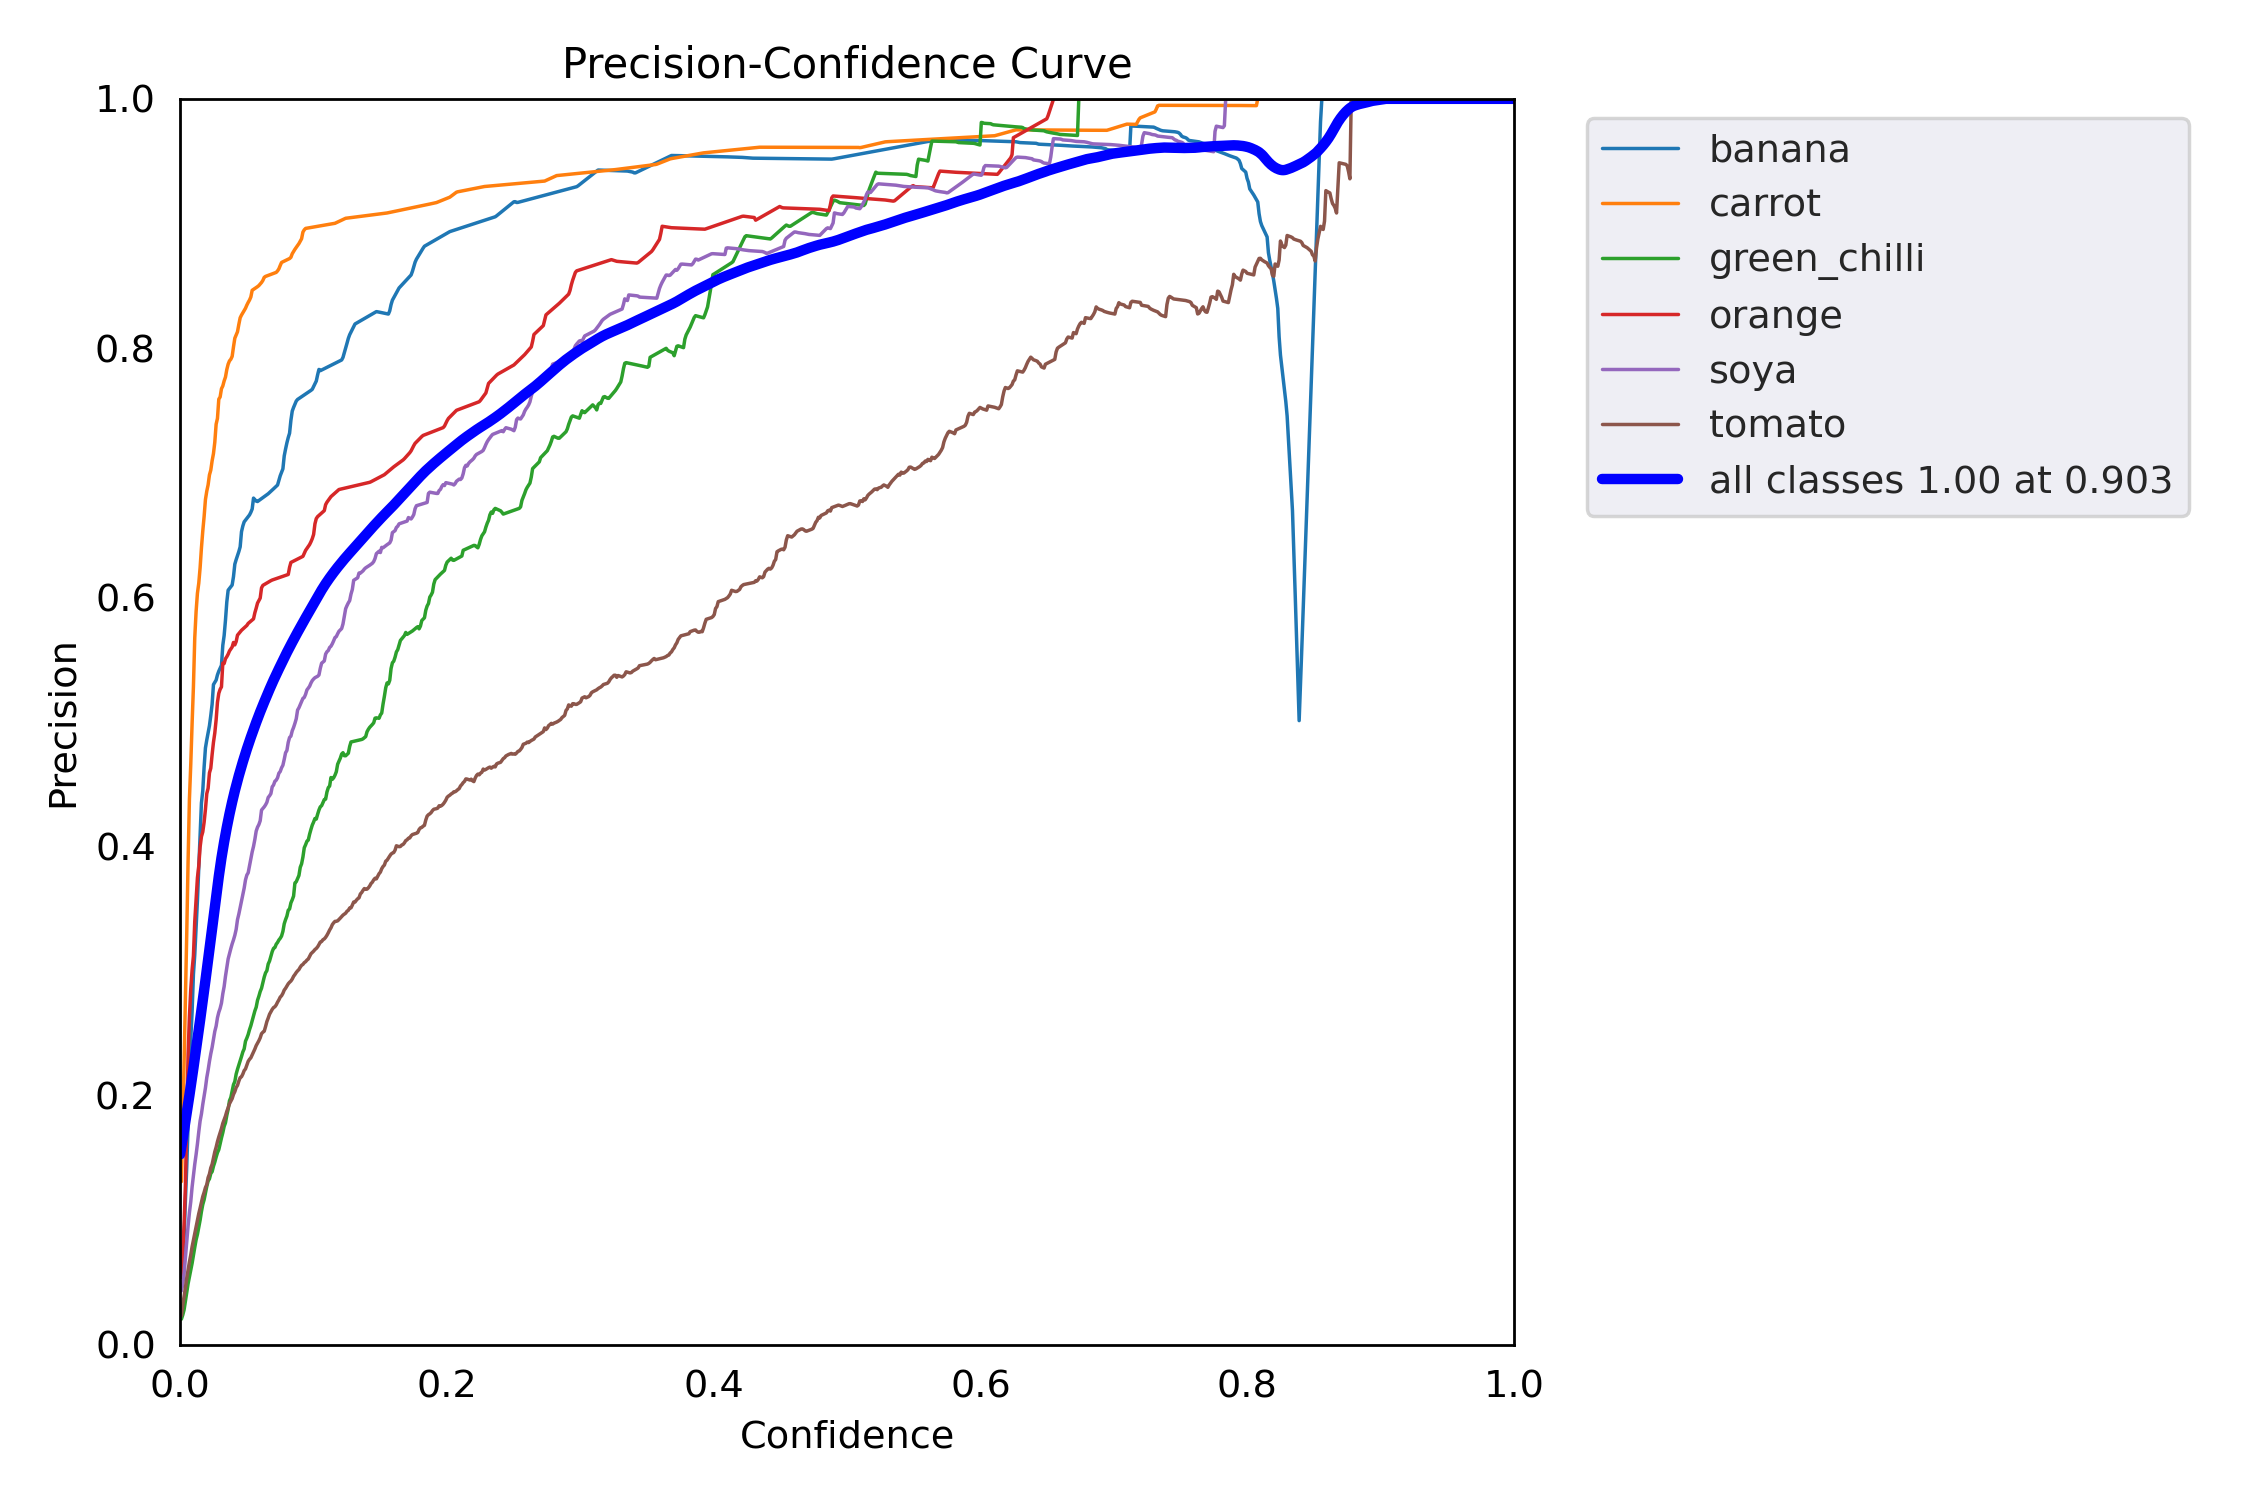 Precision-Confidence Curve
1.0
0.8
0.6
0.4
0.2
0.0
Precision
0.0 0.2 0.4 0.6 0.8 1.0
Confidence
banana
carrot
green_chilli
orange
soya
tomato
all classes 1.00 at 0.903